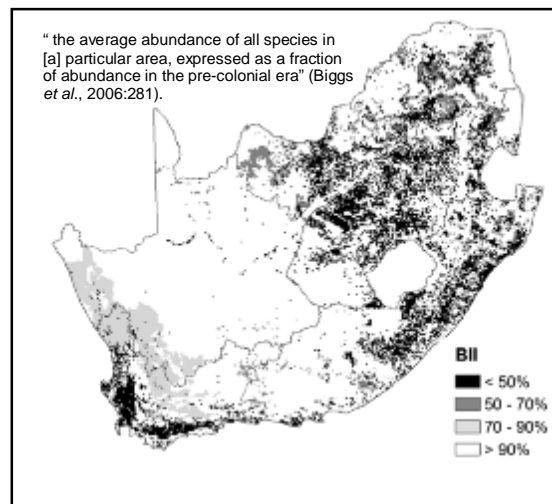 “ the average abundance of all species in
[a] particular area, expressed as a fraction
of abundance in the pre-colonial era” (Biggs
et al., 2006:281).
BII
< 50%
50 - 70%
70 - 90%
> 90%